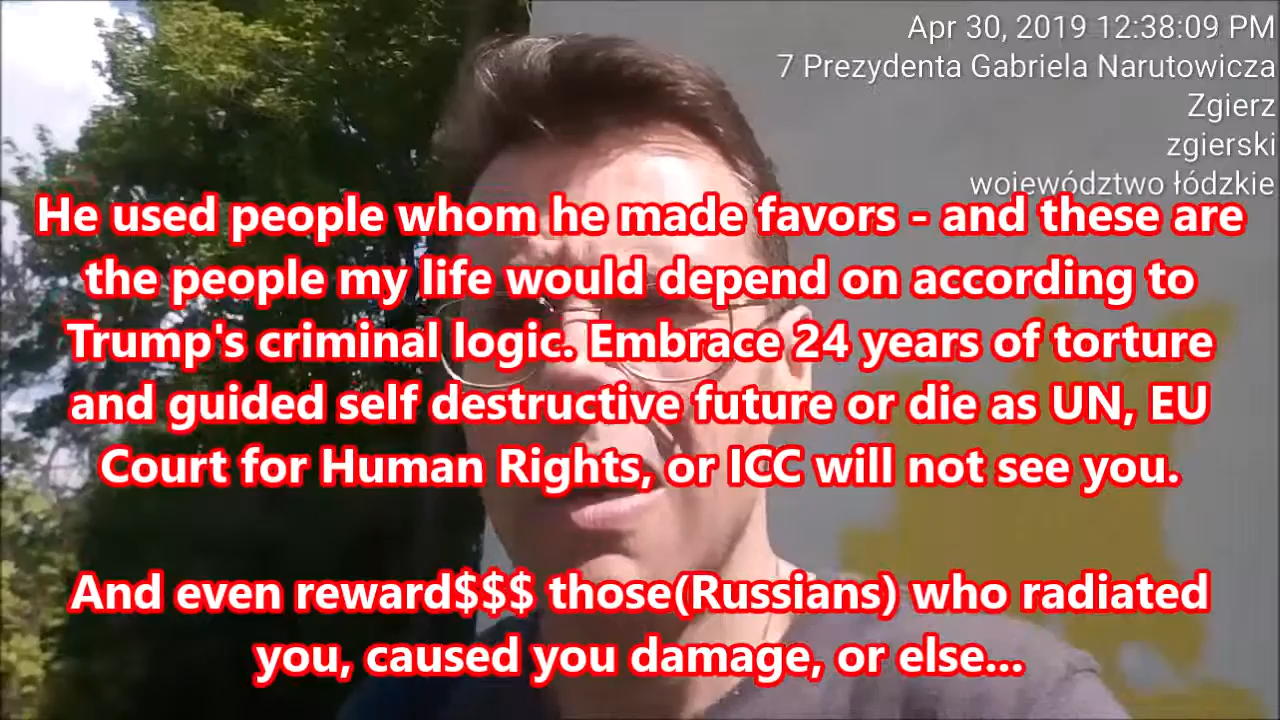 Apr 30, 2019 12:38:09 PM
7 Prezydenta Gabriela Narutowicza
Zgierz
zgierski
województwo łódzkie
He used people whom he made favors - and these are
the people my life would depend on according to
Trump's criminal logic. Embrace 24 years of torture
and guided self destructive future or die as UN, EU
Court for Human Rights, or ICC will not see you.
And even reward$$$ those(Russians) who radiated
you, caused you damage, or else...